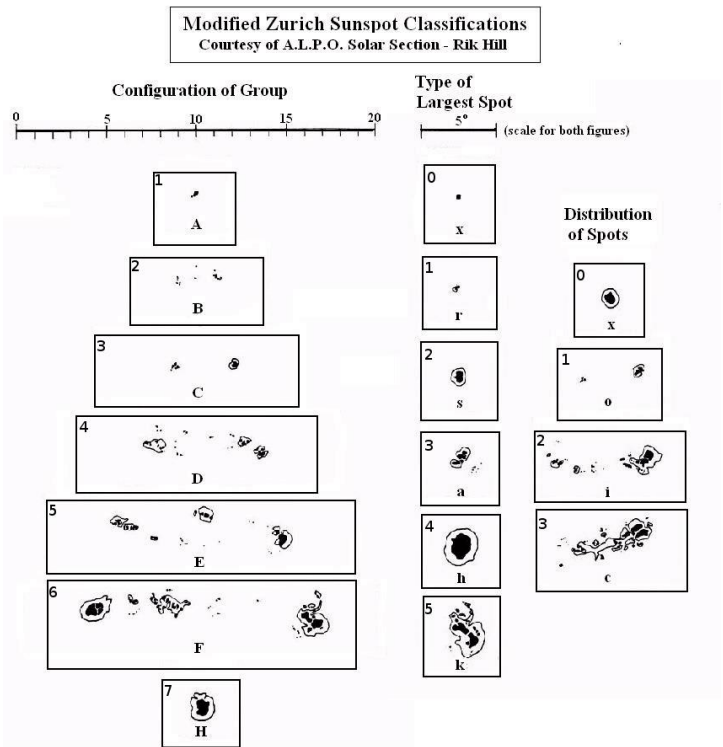 Modified Zurich Sunspot Classifications
Courtesy of A.L.P.O. Solar Section - Rik Hill
Configuration of Group
0 5 10 15 20
1
A
2
B
3
C
4
D
5
E
6
F
7
H
Type of
Largest Spot
5° (scale for both figures)
0
x
1
r
2
s
3
a
4
h
5
k
Distribution
of Spots
0
x
1
o
2
i
3
c